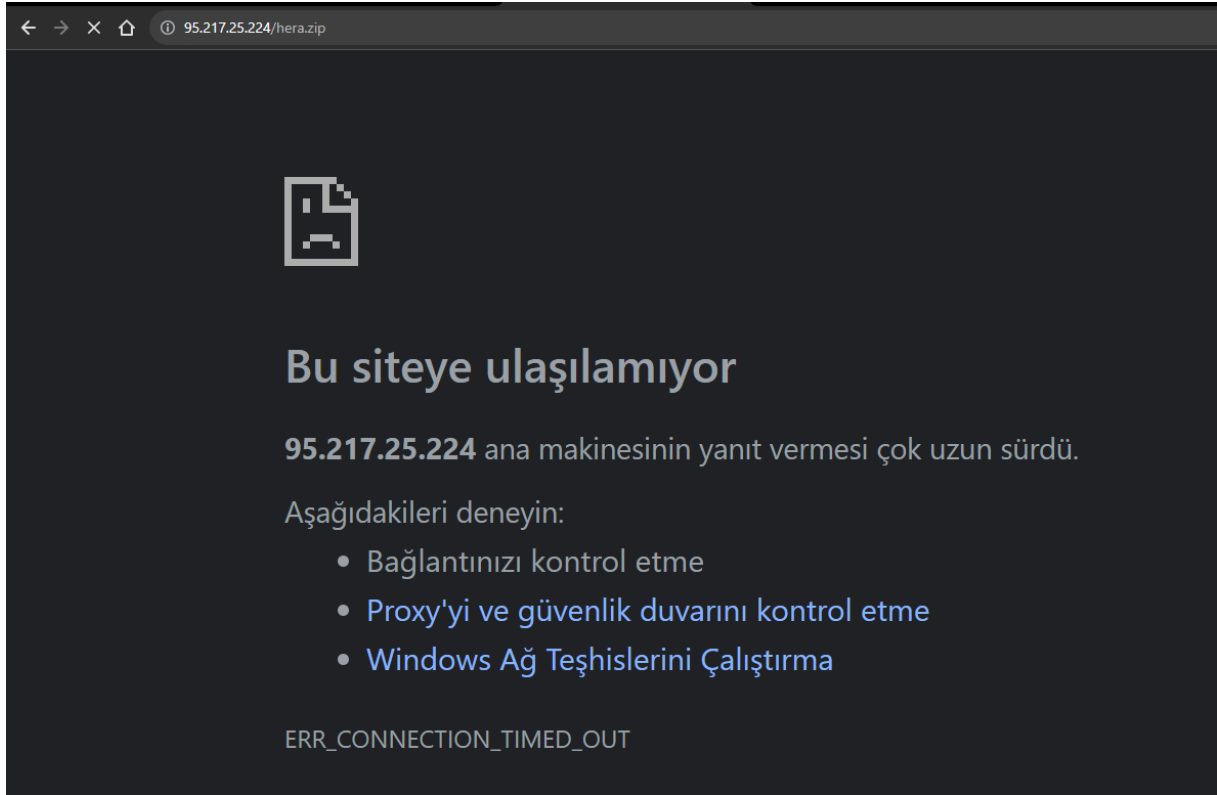 95.217.25.224/hera.zip
Bu siteye ulaşılamıyor
95.217.25.224 ana makinesinin yanıt vermesi çok uzun sürdü.
Aşağıdakileri deneyin:
Bağlantınızı kontrol etme
Proxy'yi ve güvenlik duvarını kontrol etme
Windows Ağ Teşhislerini Çalıştırma
ERR_CONNECTION_TIMED_OUT